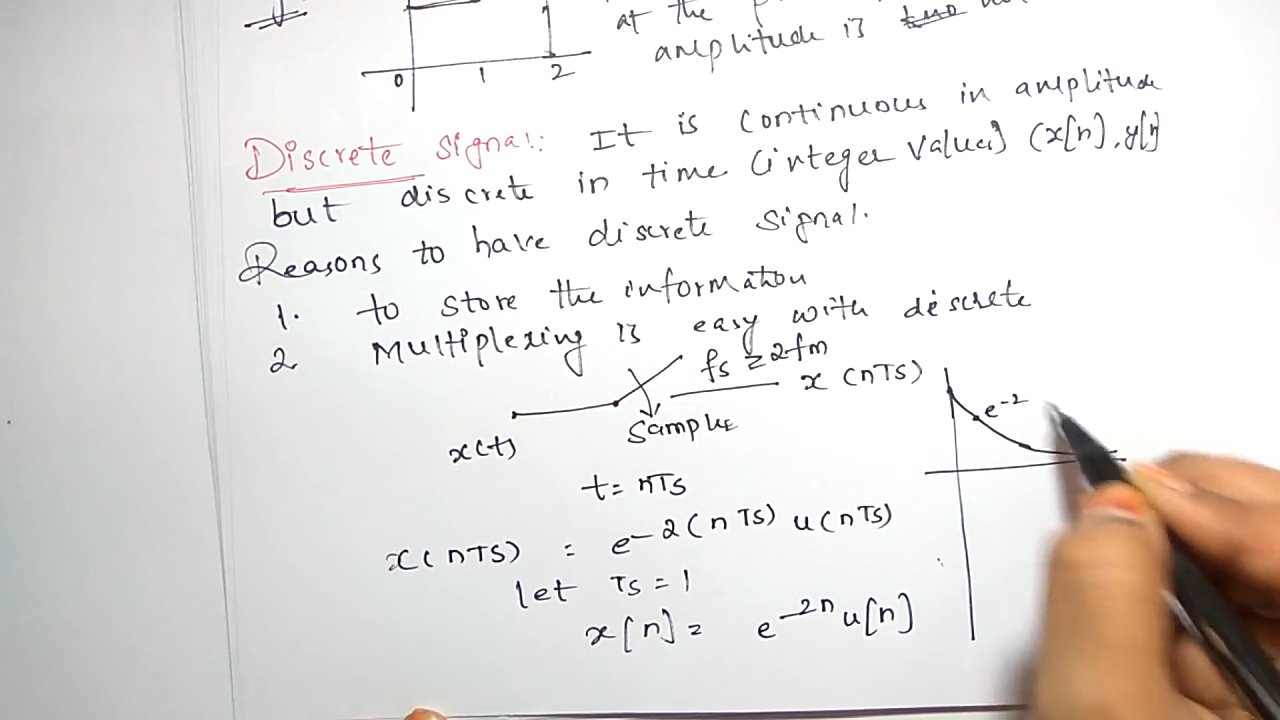 at the
0 1 2
amplitude is
Discrete signal: It is continuous in amplitude
but discrete in time (integer values) (x[n], y[n]
Reasons to have discrete signal.
1. to store the information
2 Multiplexing is easy with discrete
fs ≥ 2fm
x(t)
Sample
x (nTs)
e-2
t= nTs
x(nTs) = e-2(nTs) u(nTs)
let Ts = 1
x[n] = e-2n u[n]